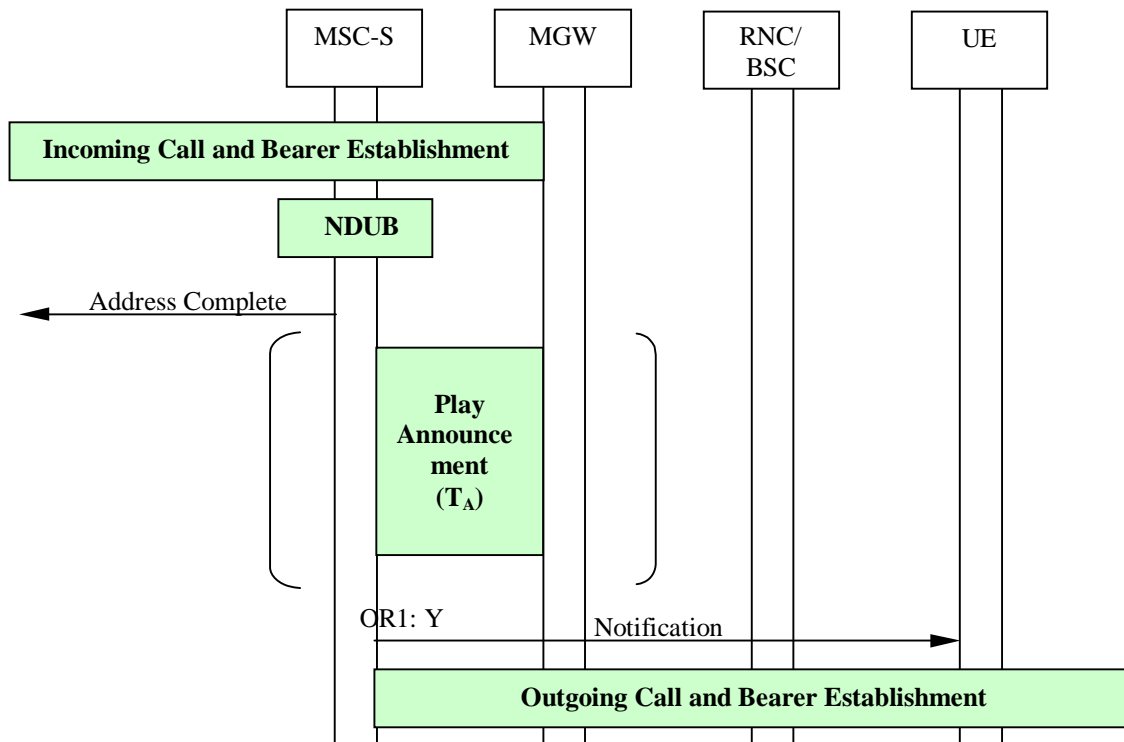 MSC-S
MGW
RNC/
BSC
UE
Incoming Call and Bearer Establishment
NDUB
Address Complete
Play
Announce
ment
(TA)
OR1: Y
Notification
Outgoing Call and Bearer Establishment